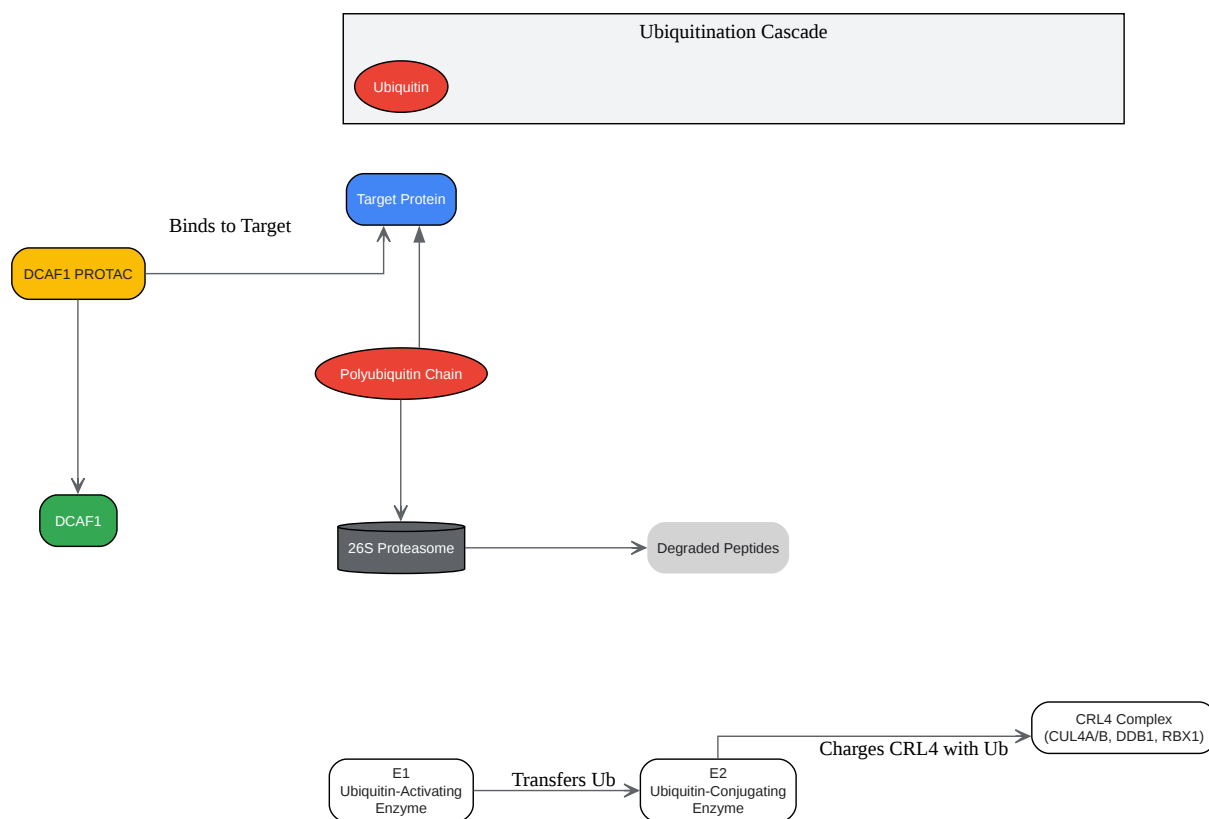 Ubiquitination Cascade
Ubiquitin
Target Protein
Binds to Target
DCAF1 PROTAC
Polyubiquitin Chain
DCAF1
26S Proteasome
Degraded Peptides
CRL4 Complex
(CUL4A/B, DDB1, RBX1)
Charges CRL4 with Ub
E1
Ubiquitin-Activating
Enzyme
Transfers Ub
E2
Ubiquitin-Conjugating
Enzyme